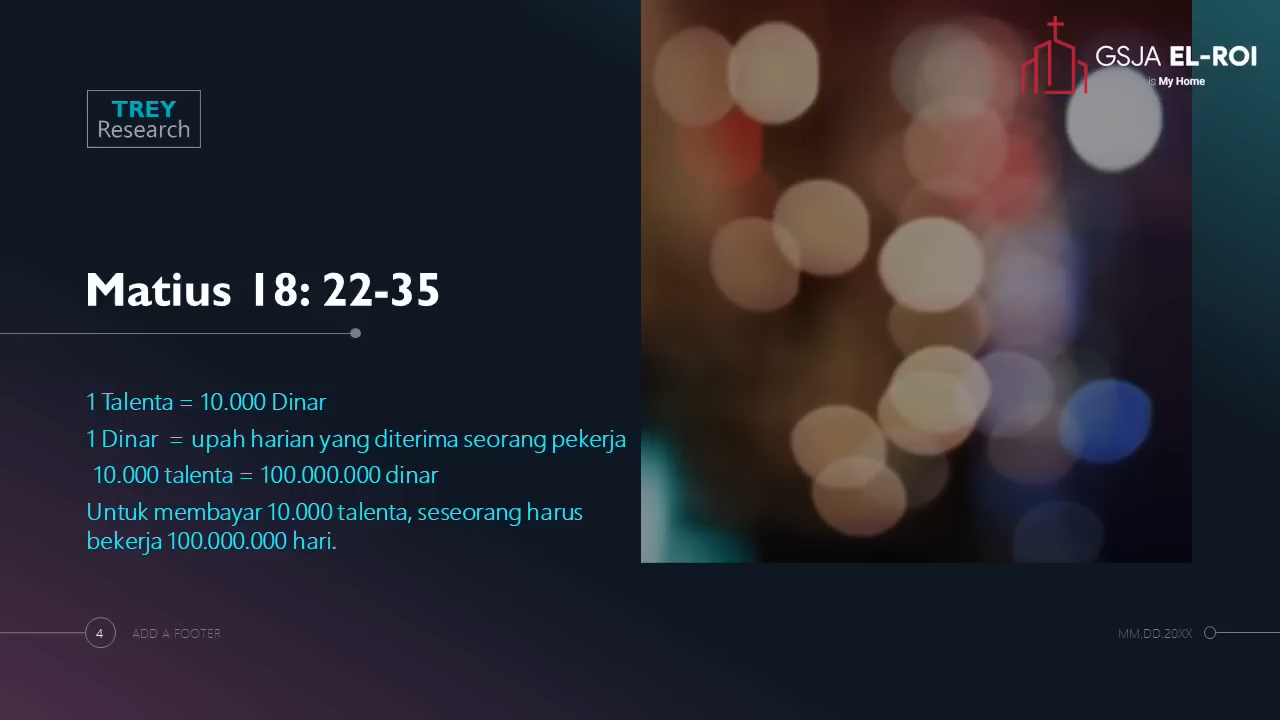 GSJA EL-ROI
is My Home
TREY
Research
Matius 18: 22-35
1 Talenta = 10.000 Dinar
1 Dinar = upah harian yang diterima seorang pekerja
10.000 talenta = 100.000.000 dinar
Untuk membayar 10.000 talenta, seseorang harus
bekerja 100.000.000 hari.
4
ADD A FOOTER
MM.DD.20XX